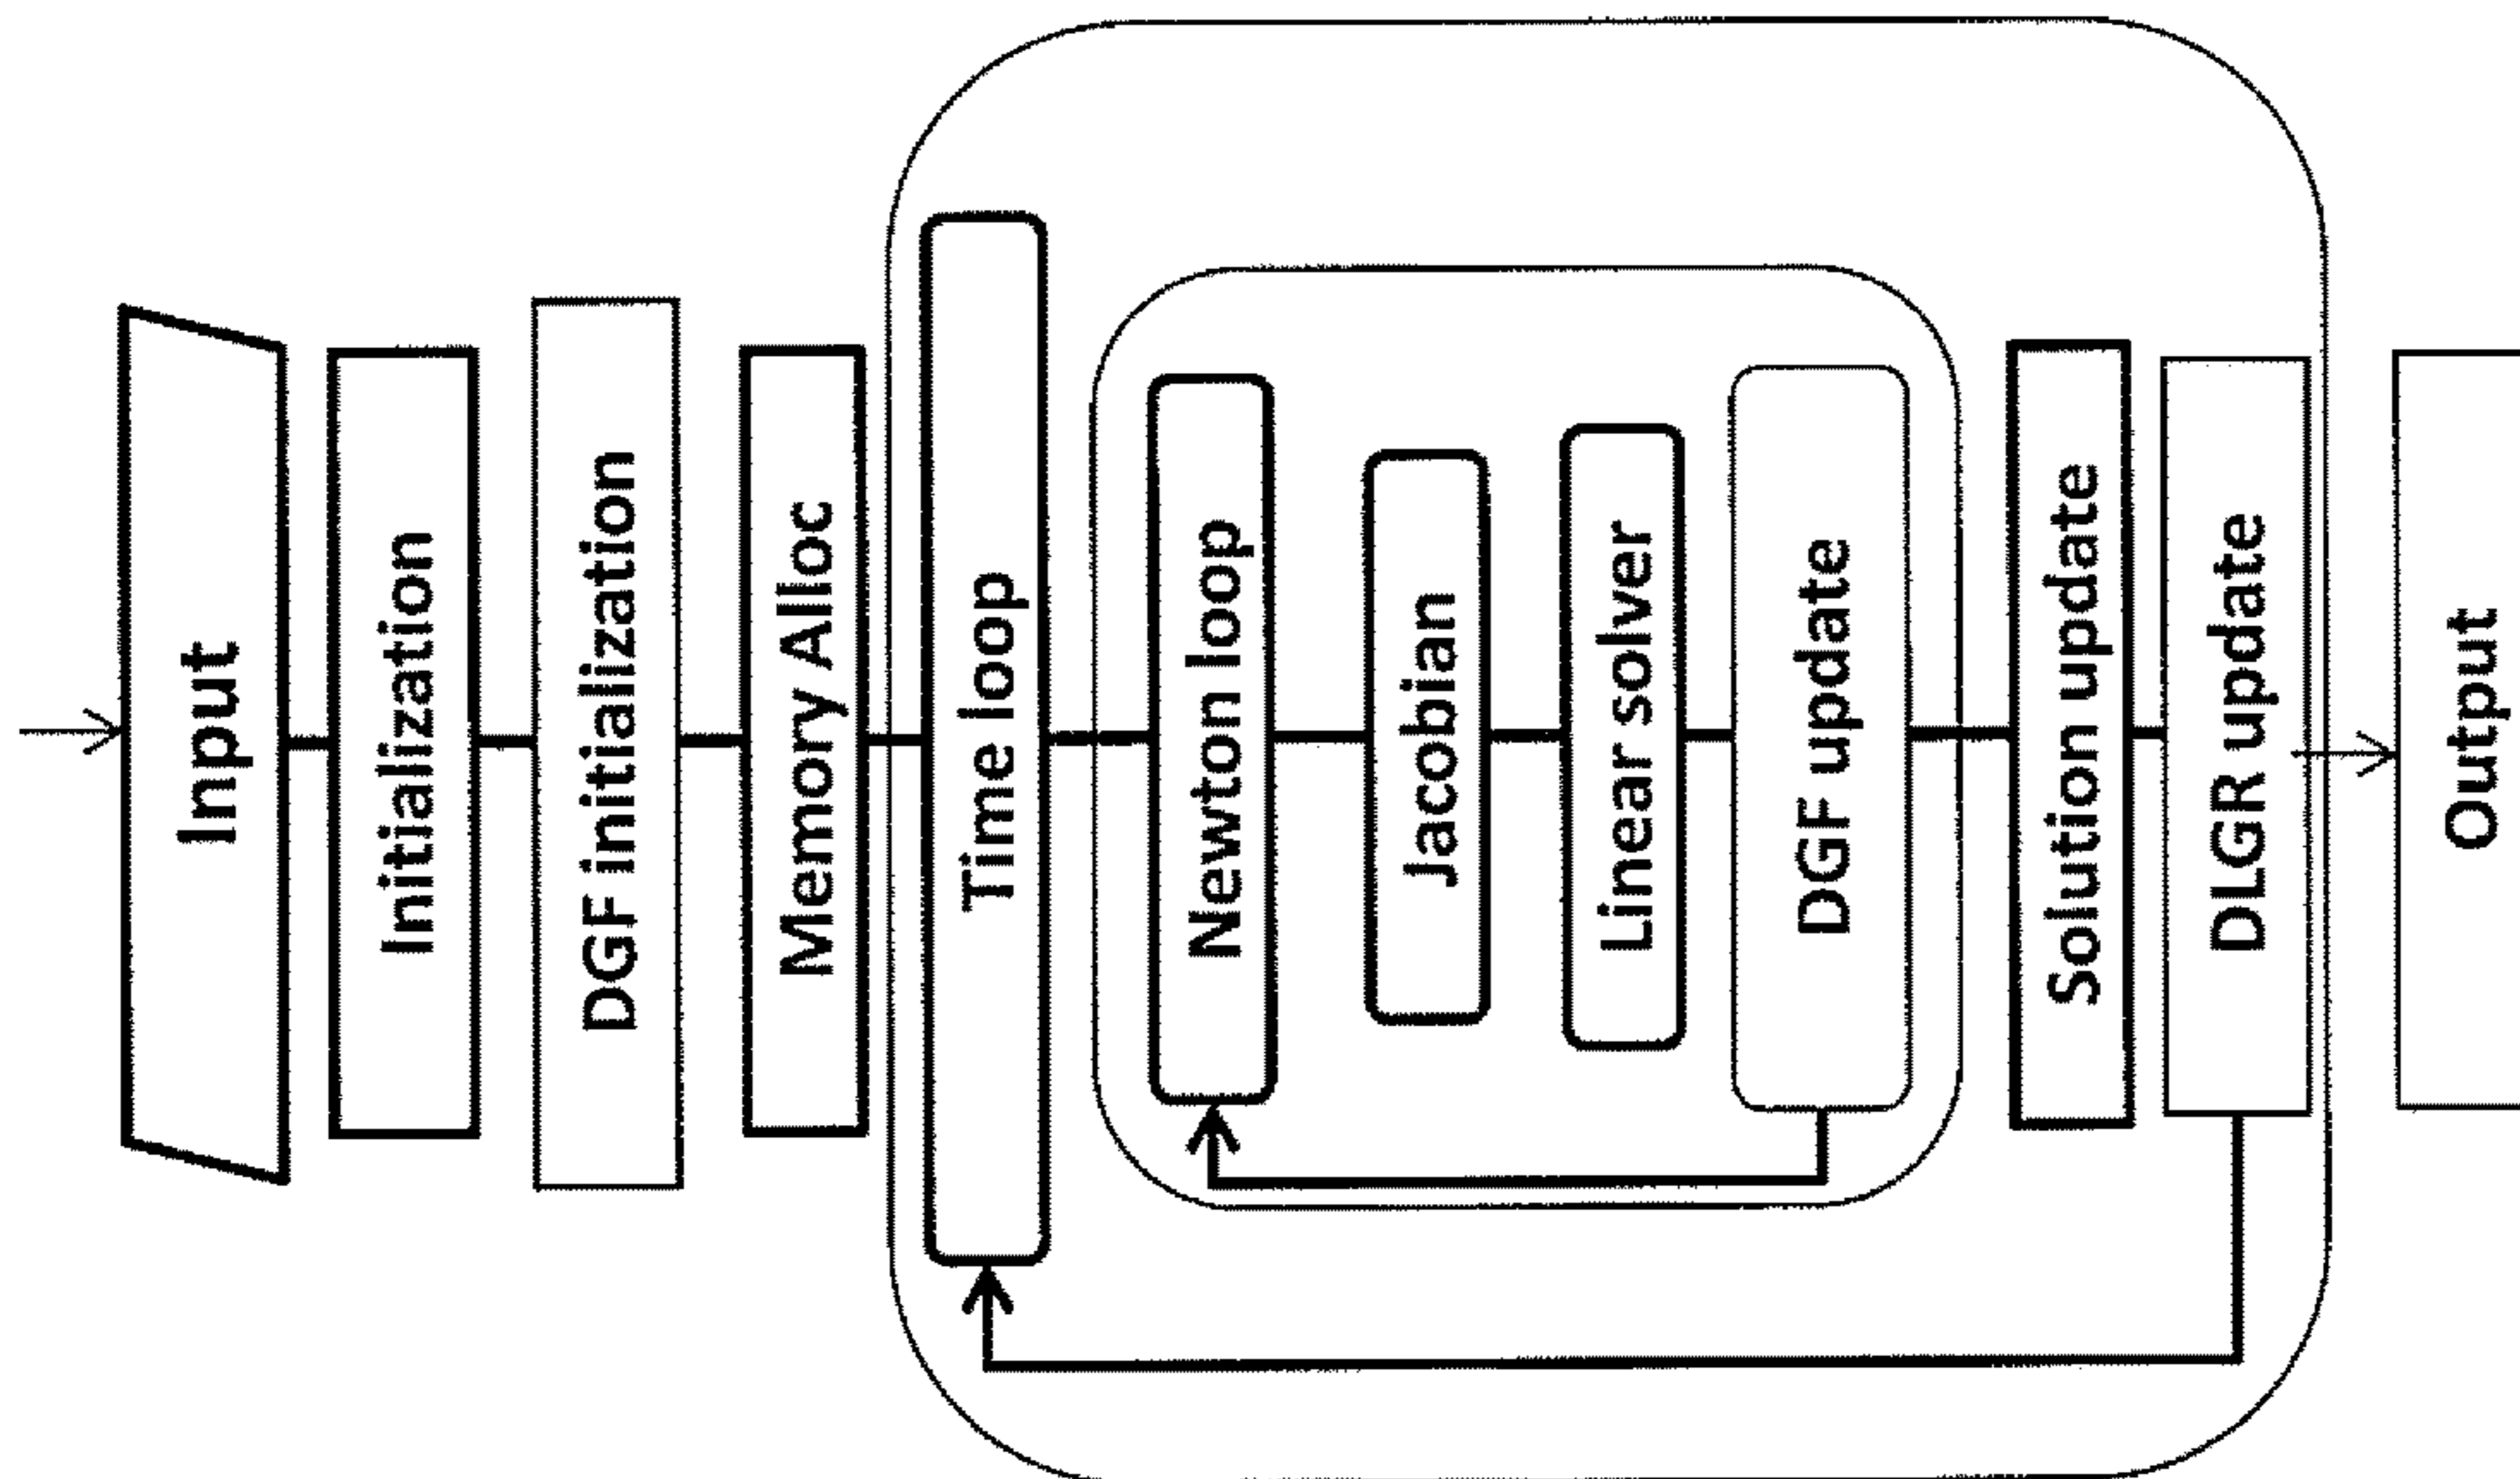 Input
Initialization
DGF initialization
Memory Alloc
Time loop
Newton loop
Jacobian
Linear solver
DGF update
Solution update
DLGR update
Output